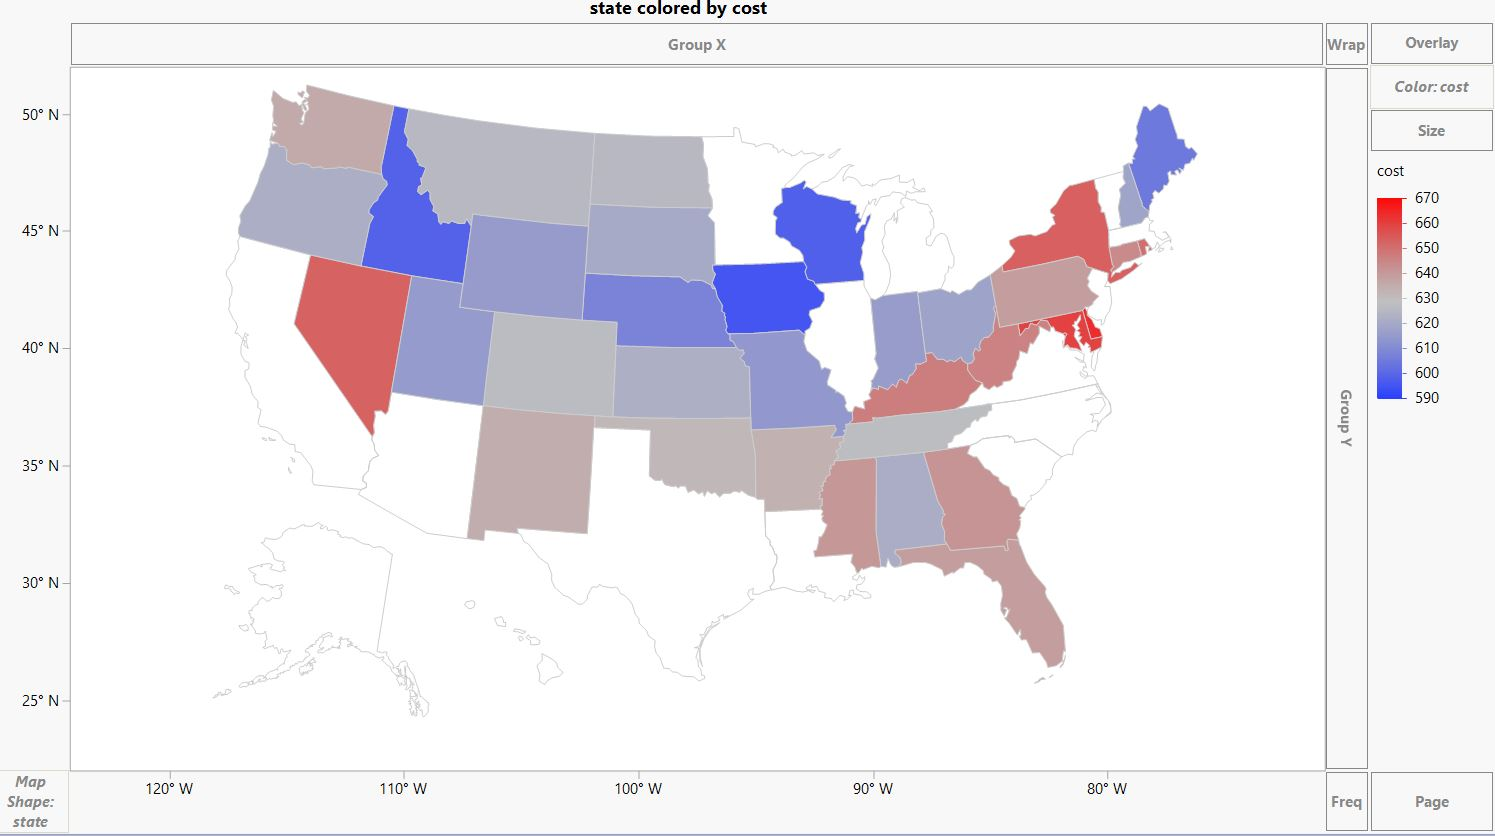 state colored by cost
Group X
Wrap
Overlay
Color: cost
Size
cost
670
660
650
640
630
620
610
600
590
50° N
45° N
40° N
35° N
30° N
25° N
Group Y
120° W
110° W
100° W
90° W
80° W
Map
Shape:
state
Freq
Page